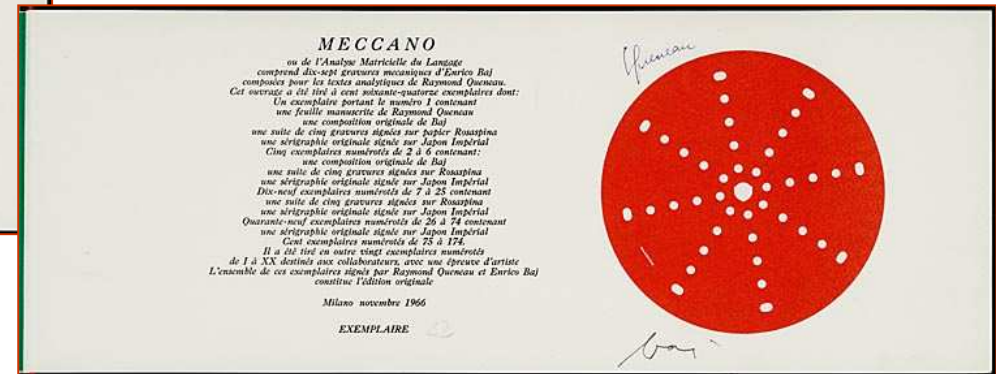 MECCANO
ou de l'Analyse Matricielle du Langage
comprend dix-sept gravures mecaniques d'Enrico Baj
composées pour les textes analytiques de Raymond Queneau.
Cet ouvrage a été tiré à cent soixante-quatorze exemplaires dont:
Un exemplaire portant le numéro 1 contenant
une feuille manuscrite de Raymond Queneau
une composition originale de Baj
une suite de cinq gravures signées sur papier Rosaspina
une sérigraphie originale signée sur Japon Impérial
Cinq exemplaires numérotés de 2 à 6 contenant:
une composition originale de Baj
une suite de cinq gravures signées sur Rosaspina
une sérigraphie originale signée sur Japon Impérial
Dix-neuf exemplaires numérotés de 7 à 25 contenant
une suite de cinq gravures signées sur Rosaspina
une sérigraphie originale signée sur Japon Impérial
Quarante-neuf exemplaires numérotés de 26 à 74 contenant
une sérigraphie originale signée sur Japon Impérial
Cent exemplaires numérotés de 75 à 174.
Il a été tiré en outre vingt exemplaires numérotés
de I à XX destinés aux collaborateurs, avec une épreuve d'artiste
L'ensemble de ces exemplaires signés par Raymond Queneau et Enrico Baj
constitue l'édition originale
Milano novembre 1966
EXEMPLAIRE
Queneau
baj